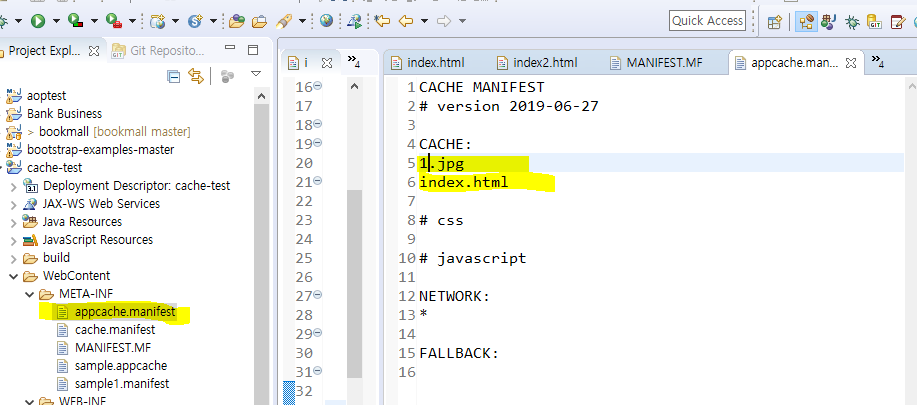 Quick Access
Project Expl...
Git Reposito...
aoptest
Bank Business
> bookmall [bookmall master]
bootstrap-examples-master
cache-test
Deployment Descriptor: cache-test
JAX-WS Web Services
Java Resources
JavaScript Resources
build
WebContent
META-INF
appcache.manifest
cache.manifest
MANIFEST.MF
sample.appcache
sample1.manifest
WEB-INF
i
4
16
17
18
19
20
21
22
23
24
25
26
27
28
29
30
31
32
index.html
index2.html
MANIFEST.MF
appcache.man...
4
1 CACHE MANIFEST
2 # version 2019-06-27
3
4 CACHE:
5 1.jpg
6 index.html
7
8 # css
9
10 # javascript
11
12 NETWORK:
13 *
14
15 FALLBACK:
16